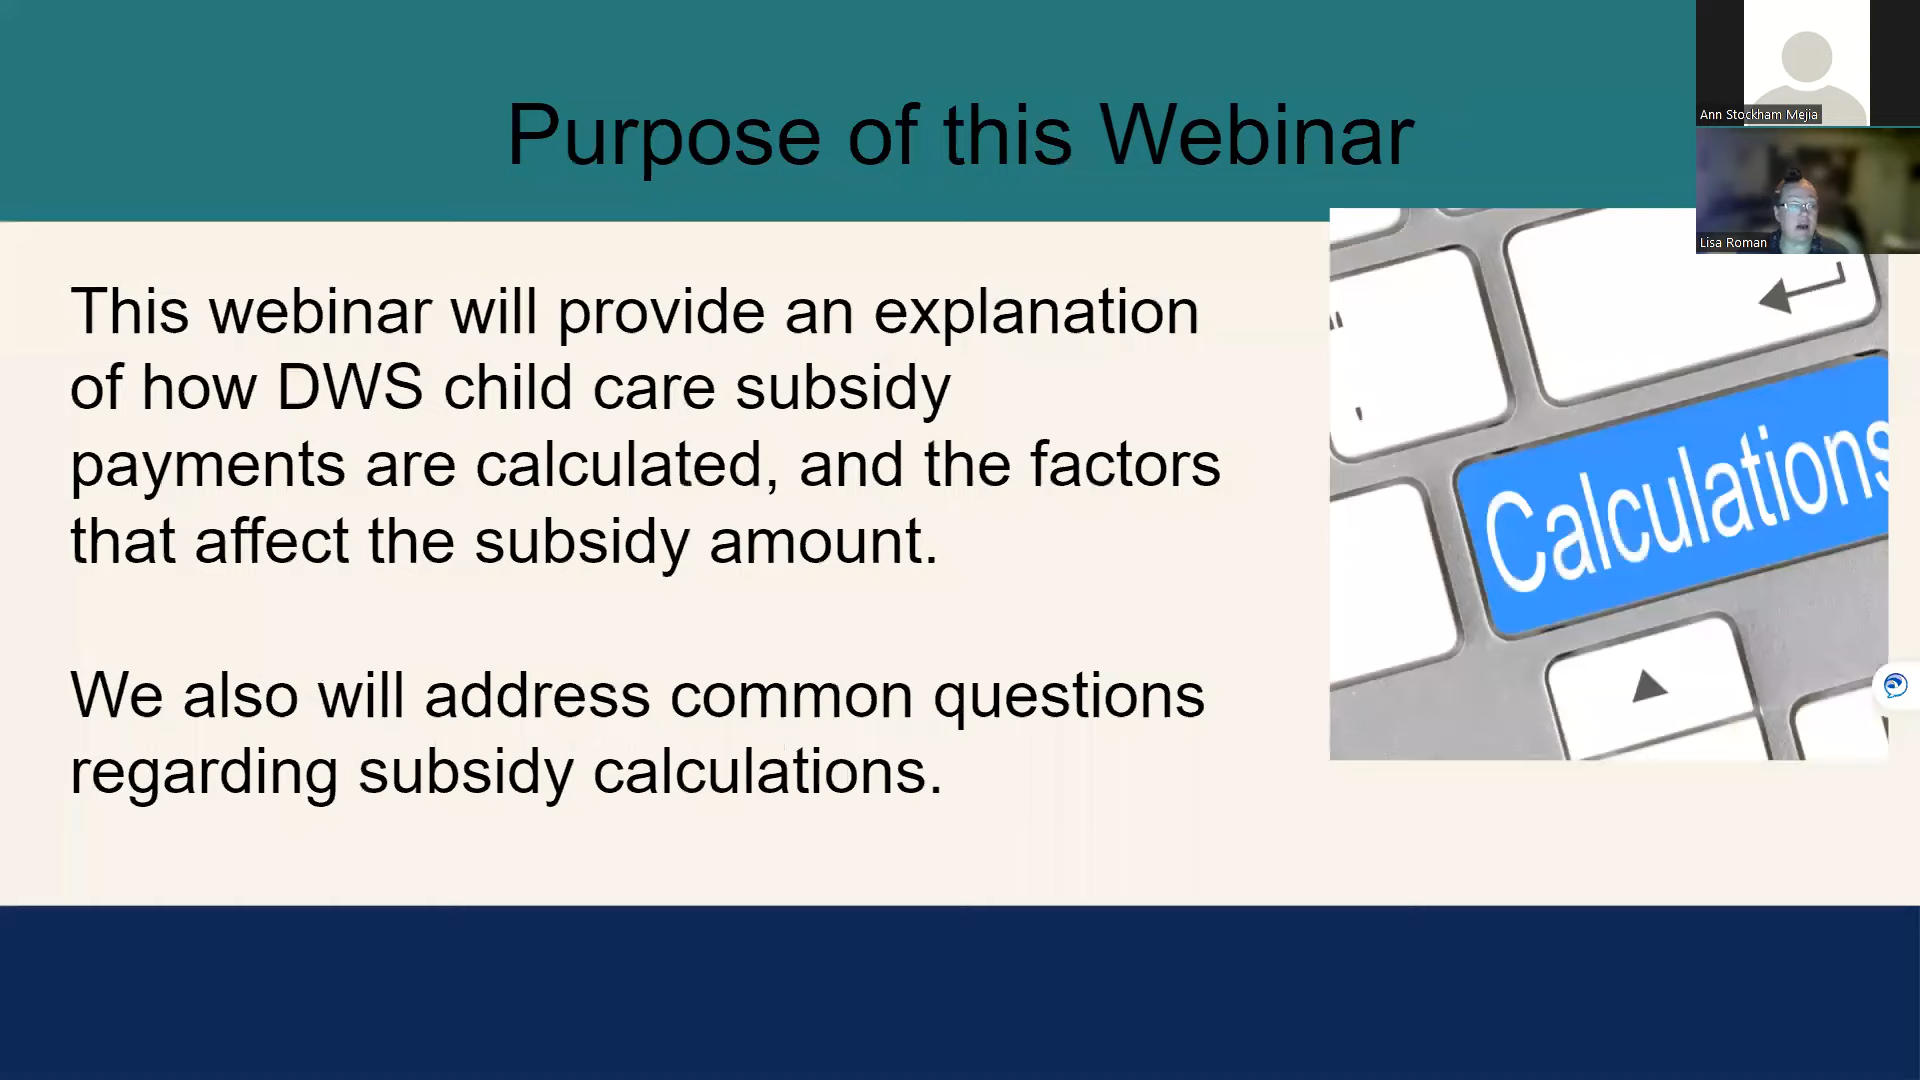 Purpose of this Webinar
Ann Stockham Mejia
Lisa Roman
This webinar will provide an explanation
of how DWS child care subsidy
payments are calculated, and the factors
that affect the subsidy amount.
We also will address common questions
regarding subsidy calculations.
Calculations